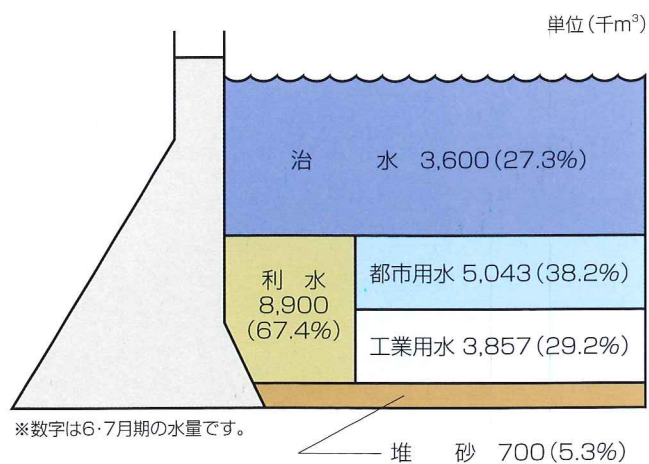 単位(千m³)
治 水 3,600(27.3%)
利 水
8,900
(67.4%)
都市用水 5,043(38.2%)
工業用水 3,857(29.2%)
※数字は6・7月期の水量です。
堆 砂 700(5.3%)